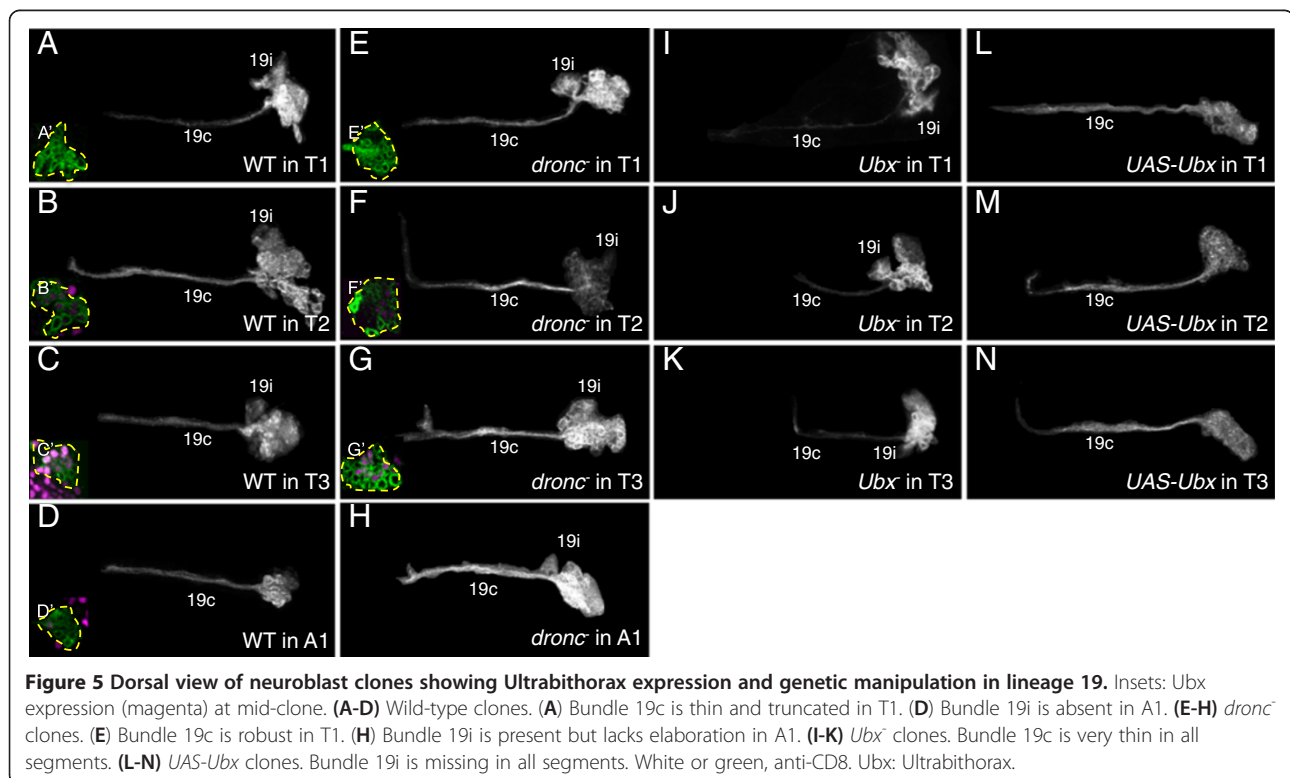 A
19i
A'
19c
WT in T1
E
19i
E'
19c
dronc⁻ in T1
I
19c
19i
Ubx⁻ in T1
L
19c
UAS-Ubx in T1
B
19i
B'
19c
WT in T2
F
19i
F'
19c
dronc⁻ in T2
J
19i
19c
Ubx⁻ in T2
M
19c
UAS-Ubx in T2
C
19i
C'
19c
WT in T3
G
19i
G'
19c
dronc⁻ in T3
K
19c
19i
Ubx⁻ in T3
N
19c
UAS-Ubx in T3
D
D'
19c
WT in A1
H
19i
19c
dronc⁻ in A1
Figure 5 Dorsal view of neuroblast clones showing Ultrabithorax expression and genetic manipulation in lineage 19. Insets: Ubx
expression (magenta) at mid-clone. (A-D) Wild-type clones. (A) Bundle 19c is thin and truncated in T1. (D) Bundle 19i is absent in A1. (E-H) dronc⁻
clones. (E) Bundle 19c is robust in T1. (H) Bundle 19i is present but lacks elaboration in A1. (I-K) Ubx⁻ clones. Bundle 19c is very thin in all
segments. (L-N) UAS-Ubx clones. Bundle 19i is missing in all segments. White or green, anti-CD8. Ubx: Ultrabithorax.